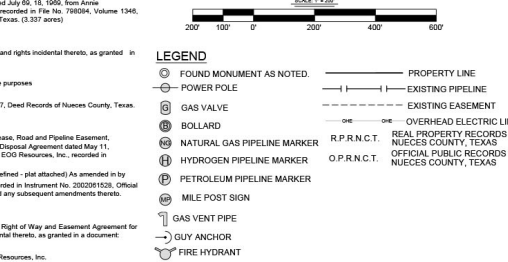 d July 69, 18, 1969, from Annie
recorded in File No. 798084, Volume 1346,
Texas. (3.337 acres)
and rights incidental thereto, as granted in
e purposes
7, Deed Records of Nueces County, Texas.
ease, Road and Pipeline Easement,
Disposal Agreement dated May 11,
EOG Resources, Inc., recorded in
efined - plat attached) As amended in by
rded in Instrument No. 2002061528, Official
l any subsequent amendments thereto.
Right of Way and Easement Agreement for
ntal thereto, as granted in a document:
Resources, Inc.
SCALE: 1" = 200'
200' 100' 0' 200' 400' 600'
LEGEND
FOUND MONUMENT AS NOTED.
POWER POLE
G GAS VALVE
B BOLLARD
NG NATURAL GAS PIPELINE MARKER
H HYDROGEN PIPELINE MARKER
P PETROLEUM PIPELINE MARKER
MP MILE POST SIGN
GAS VENT PIPE
GUY ANCHOR
FIRE HYDRANT
PROPERTY LINE
EXISTING PIPELINE
EXISTING EASEMENT
OHE OHE OVERHEAD ELECTRIC LI
R.P.R.N.C.T. REAL PROPERTY RECORDS
NUECES COUNTY, TEXAS
O.P.R.N.C.T. OFFICIAL PUBLIC RECORDS
NUECES COUNTY, TEXAS